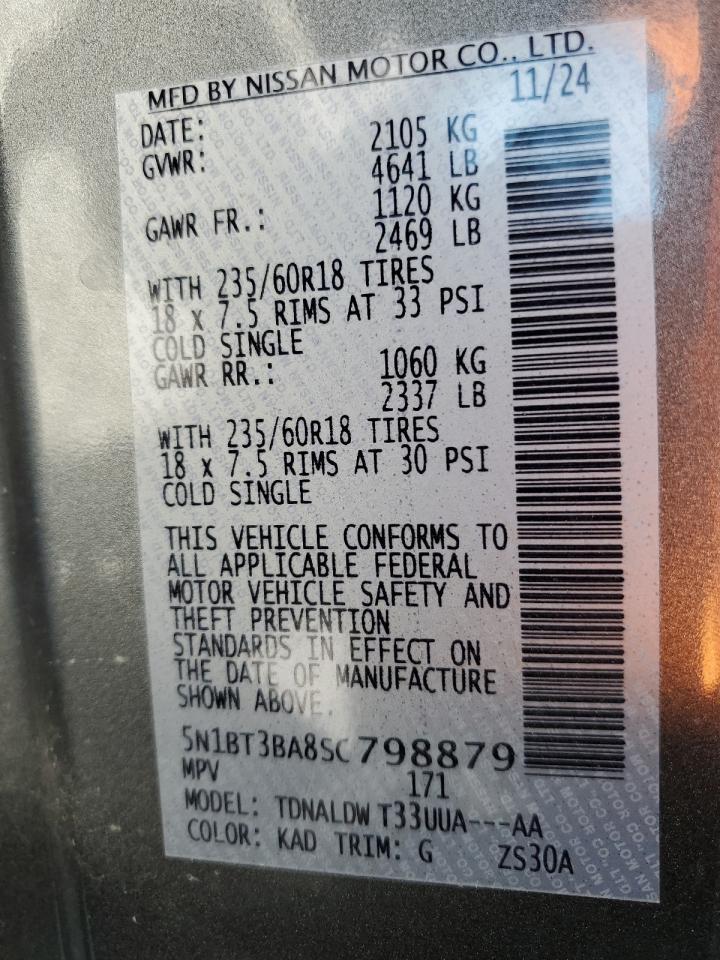 MFD BY NISSAN MOTOR CO., LTD.
DATE: 11/24
GVWR: 2105 KG
4641 LB
GAWR FR.: 1120 KG
2469 LB
WITH 235/60R18 TIRES
18 x 7.5 RIMS AT 33 PSI
COLD SINGLE
GAWR RR.: 1060 KG
2337 LB
WITH 235/60R18 TIRES
18 x 7.5 RIMS AT 30 PSI
COLD SINGLE
THIS VEHICLE CONFORMS TO
ALL APPLICABLE FEDERAL
MOTOR VEHICLE SAFETY AND
THEFT PREVENTION
STANDARDS IN EFFECT ON
THE DATE OF MANUFACTURE
SHOWN ABOVE.
5N1BT3BA8SC798879
MPV 171
MODEL: TDNALDW T33UUA---AA
COLOR: KAD TRIM: G ZS30A